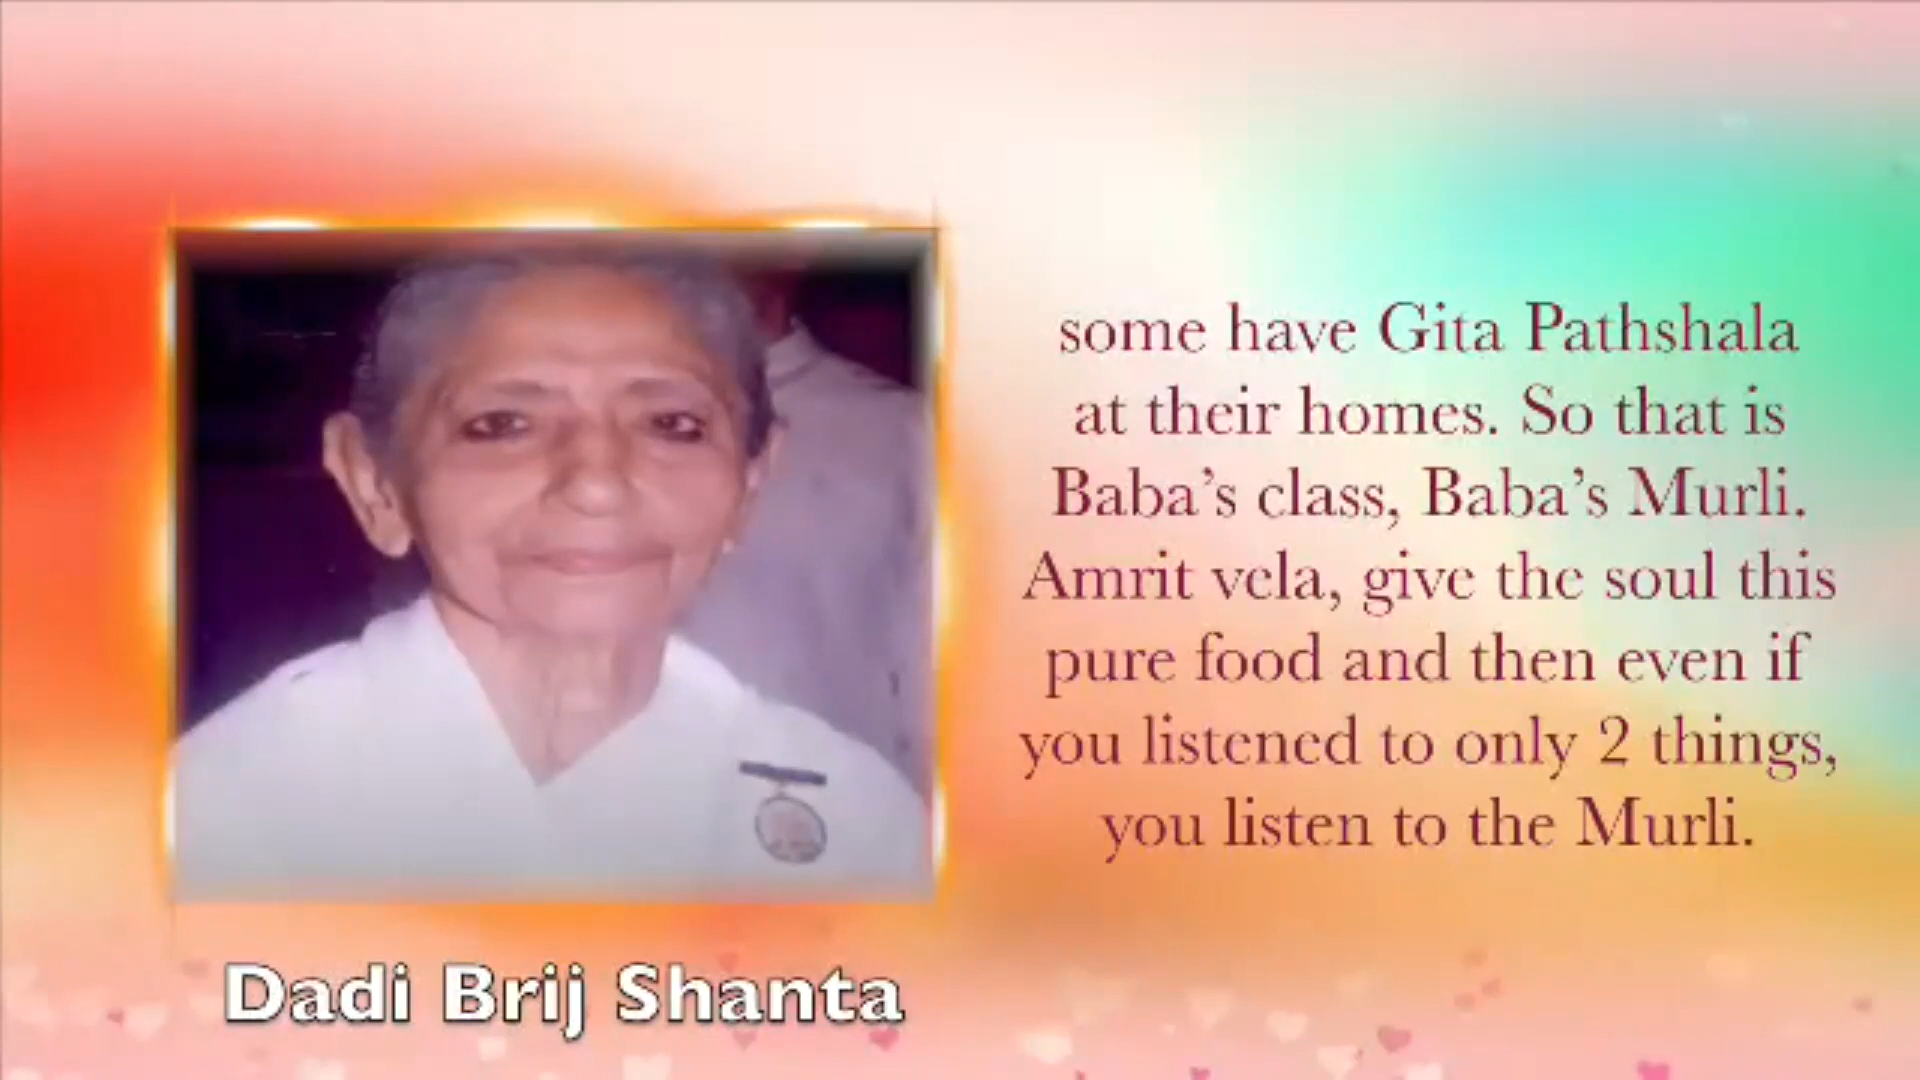 some have Gita Pathshala
at their homes. So that is
Baba's class, Baba's Murli.
Amrit vela, give the soul this
pure food and then even if
you listened to only 2 things,
you listen to the Murli.
Dadi Brij Shanta